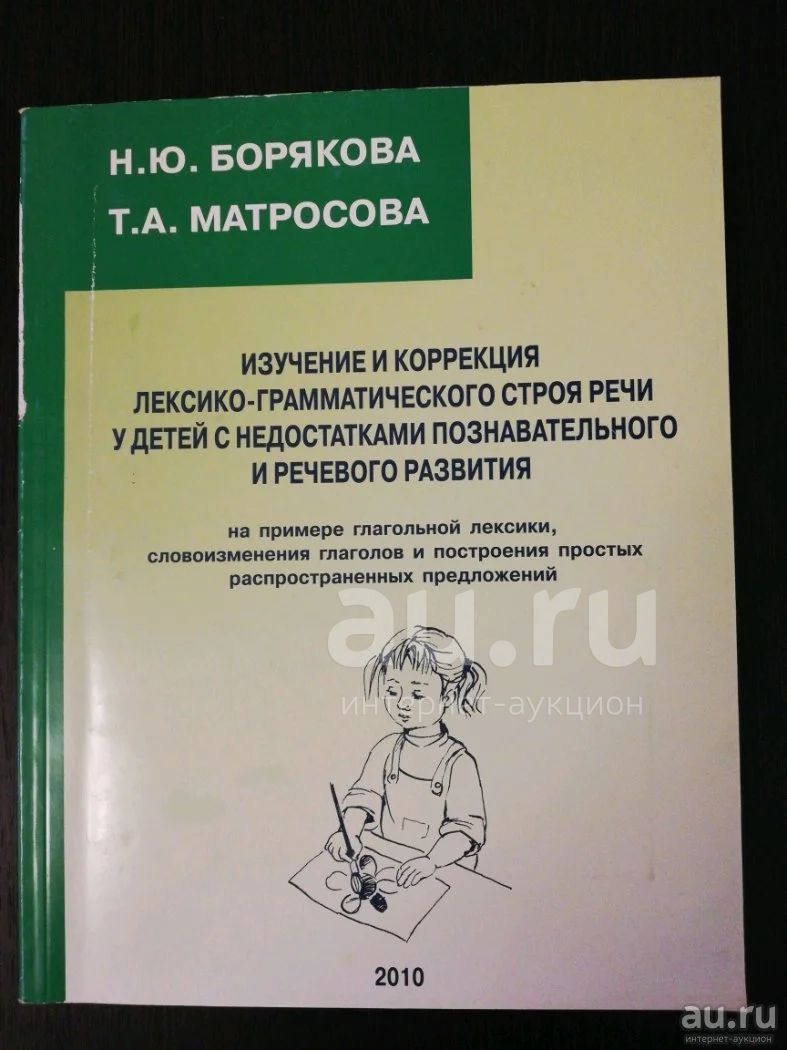 Н.Ю. БОРЯКОВА
Т.А. МАТРОСОВА
ИЗУЧЕНИЕ И КОРРЕКЦИЯ
ЛЕКСИКО-ГРАММАТИЧЕСКОГО СТРОЯ РЕЧИ
У ДЕТЕЙ С НЕДОСТАТКАМИ ПОЗНАВАТЕЛЬНОГО
И РЕЧЕВОГО РАЗВИТИЯ
на примере глагольной лексики,
словоизменения глаголов и построения простых
распространенных предложений
au.ru
интернет-аукцион
2010
au.ru
интернет-аукцион